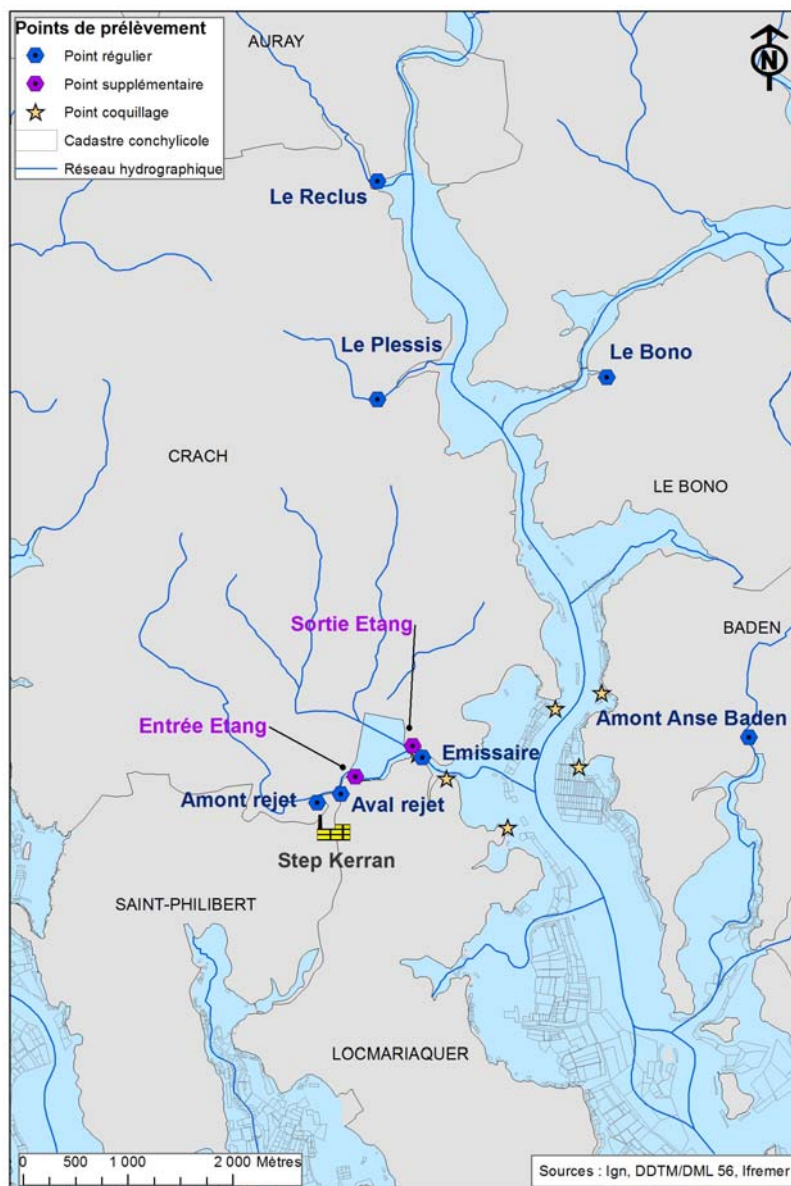 Points de prélèvement
Point régulier
Point supplémentaire
Point coquillage
Cadastre conchylicole
Réseau hydrographique
AURAY
N
Le Reclus
Le Plessis
Le Bono
CRACH
LE BONO
Sortie Etang
BADEN
Entrée Etang
Amont Anse Baden
Emissaire
Amont rejet
Aval rejet
Step Kerran
SAINT-PHILIBERT
LOCMARIAQUER
0 500 1 000 2 000 Mètres
Sources : Ign, DDTM/DML 56, Ifremer